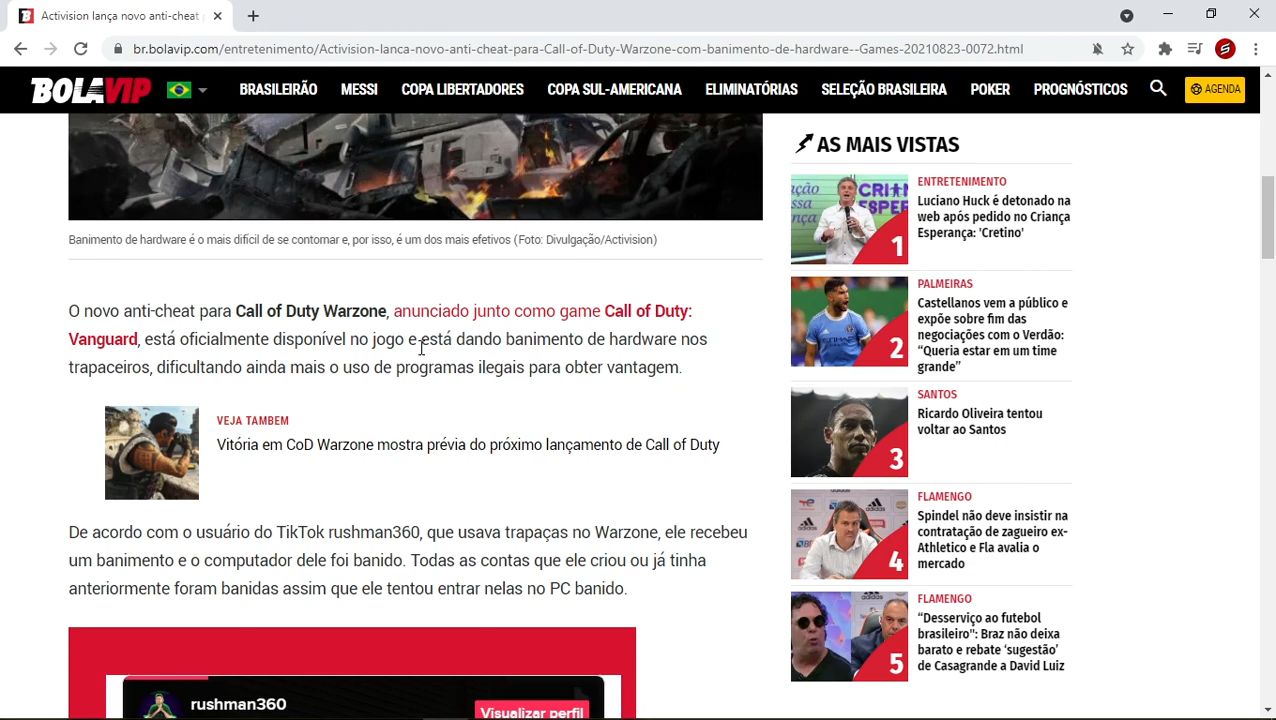 Activision lança novo anti-cheat
br.bolavip.com/entretenimento/Activision-lanca-novo-anti-cheat-para-Call-of-Duty-Warzone-com-banimento-de-hardware--Games-20210823-0072.html
BOLAVIP
BRASILEIRÃO MESSI COPA LIBERTADORES COPA SUL-AMERICANA ELIMINATÓRIAS SELEÇÃO BRASILEIRA POKER PROGNÓSTICOS AGENDA
Banimento de hardware é o mais difícil de se contornar e, por isso, é um dos mais efetivos (Foto: Divulgação/Activision)
O novo anti-cheat para Call of Duty Warzone, anunciado junto como game Call of Duty:
Vanguard, está oficialmente disponível no jogo e está dando banimento de hardware nos
trapaceiros, dificultando ainda mais o uso de programas ilegais para obter vantagem.
VEJA TAMBEM
Vitória em CoD Warzone mostra prévia do próximo lançamento de Call of Duty
De acordo com o usuário do TikTok rushman360, que usava trapaças no Warzone, ele recebeu
um banimento e o computador dele foi banido. Todas as contas que ele criou ou já tinha
anteriormente foram banidas assim que ele tentou entrar nelas no PC banido.
rushman360
Visualizar perfil
AS MAIS VISTAS
1
ENTRETENIMENTO
Luciano Huck é detonado na
web após pedido no Criança
Esperança: 'Cretino'
2
PALMEIRAS
Castellanos vem a público e
expõe sobre fim das
negociações com o Verdão:
“Queria estar em um time
grande”
3
SANTOS
Ricardo Oliveira tentou
voltar ao Santos
4
FLAMENGO
Spindel não deve insistir na
contratação de zagueiro ex-
Athletico e Fla avalia o
mercado
5
FLAMENGO
“Desserviço ao futebol
brasileiro": Braz não deixa
barato e rebate ‘sugestão’
de Casagrande a David Luiz